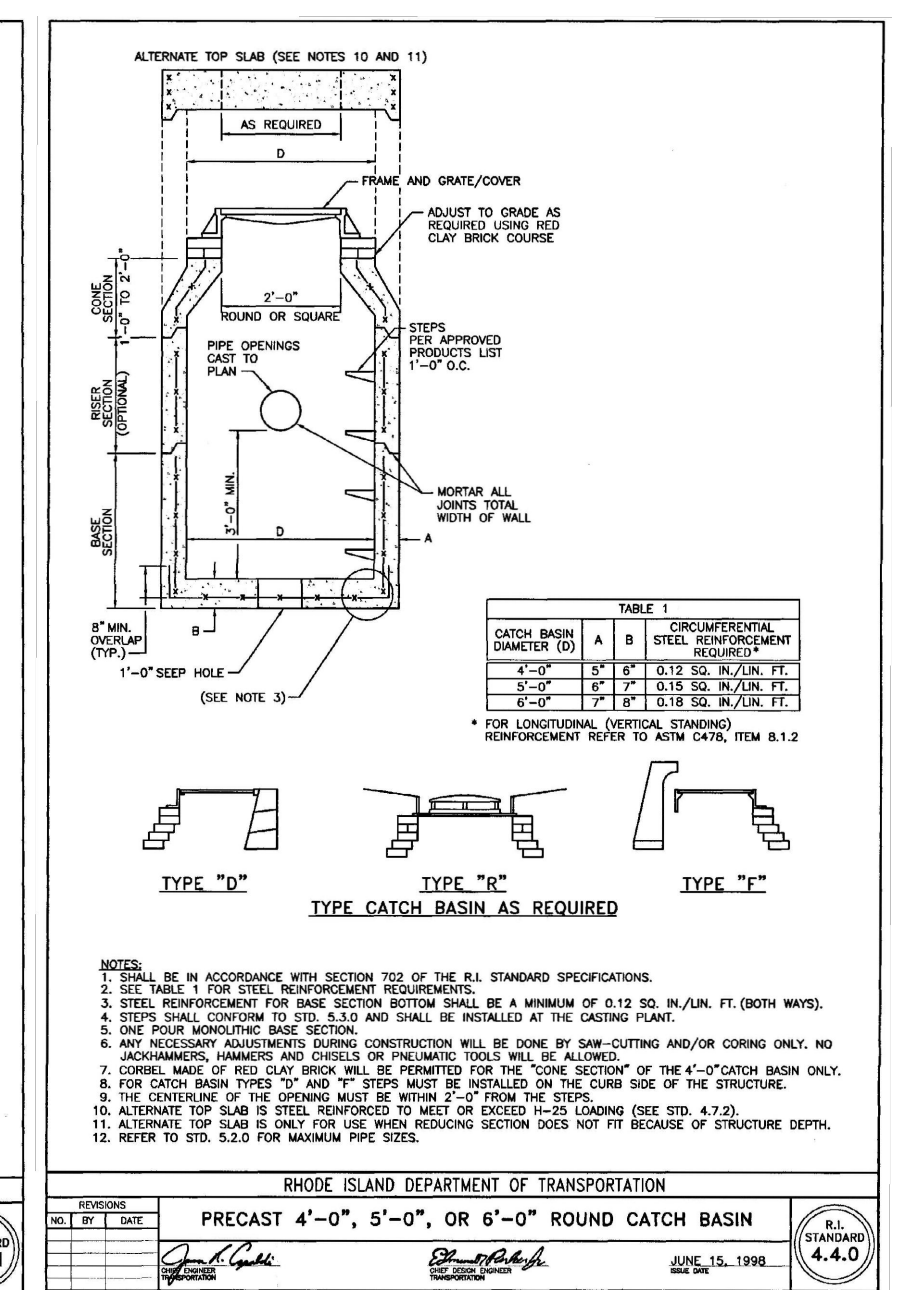 ALTERNATE TOP SLAB (SEE NOTES 10 AND 11)
AS REQUIRED
D
FRAME AND GRATE/COVER
ADJUST TO GRADE AS
REQUIRED USING RED
CLAY BRICK COURSE
CONE
SECTION
1'-0" TO 2'-0"
2'-0"
ROUND OR SQUARE
STEPS
PER APPROVED
PRODUCTS LIST
1'-0" O.C.
PIPE OPENINGS
CAST TO
PLAN
RISER
SECTION
(OPTIONAL)
3'-0" MIN.
MORTAR ALL
JOINTS TOTAL
WIDTH OF WALL
BASE
SECTION
D
A
8" MIN.
OVERLAP
(TYP.)
B
1'-0" SEEP HOLE
(SEE NOTE 3)
TABLE 1
CATCH BASIN
DIAMETER (D)
A
B
CIRCUMFERENTIAL
STEEL REINFORCEMENT
REQUIRED*
4'-0" 5" 6" 0.12 SQ. IN./LIN. FT.
5'-0" 6" 7" 0.15 SQ. IN./LIN. FT.
6'-0" 7" 8" 0.18 SQ. IN./LIN. FT.
* FOR LONGITUDINAL (VERTICAL STANDING)
REINFORCEMENT REFER TO ASTM C478, ITEM 8.1.2
TYPE "D"
TYPE "R"
TYPE "F"
TYPE CATCH BASIN AS REQUIRED
NOTES:
1. SHALL BE IN ACCORDANCE WITH SECTION 702 OF THE R.I. STANDARD SPECIFICATIONS.
2. SEE TABLE 1 FOR STEEL REINFORCEMENT REQUIREMENTS.
3. STEEL REINFORCEMENT FOR BASE SECTION BOTTOM SHALL BE A MINIMUM OF 0.12 SQ. IN./LIN. FT. (BOTH WAYS).
4. STEPS SHALL CONFORM TO STD. 5.3.0 AND SHALL BE INSTALLED AT THE CASTING PLANT.
5. ONE POUR MONOLITHIC BASE SECTION.
6. ANY NECESSARY ADJUSTMENTS DURING CONSTRUCTION WILL BE DONE BY SAW-CUTTING AND/OR CORING ONLY. NO
JACKHAMMERS, HAMMERS AND CHISELS OR PNEUMATIC TOOLS WILL BE ALLOWED.
7. CORBEL MADE OF RED CLAY BRICK WILL BE PERMITTED FOR THE "CONE SECTION" OF THE 4'-0" CATCH BASIN ONLY.
8. FOR CATCH BASIN TYPES "D" AND "F" STEPS MUST BE INSTALLED ON THE CURB SIDE OF THE STRUCTURE.
9. THE CENTERLINE OF THE OPENING MUST BE WITHIN 2'-0" FROM THE STEPS.
10. ALTERNATE TOP SLAB IS STEEL REINFORCED TO MEET OR EXCEED H-25 LOADING (SEE STD. 4.7.2).
11. ALTERNATE TOP SLAB IS ONLY FOR USE WHEN REDUCING SECTION DOES NOT FIT BECAUSE OF STRUCTURE DEPTH.
12. REFER TO STD. 5.2.0 FOR MAXIMUM PIPE SIZES.
RHODE ISLAND DEPARTMENT OF TRANSPORTATION
REVISIONS
NO. BY DATE
PRECAST 4'-0", 5'-0", OR 6'-0" ROUND CATCH BASIN
CHIEF ENGINEER
TRANSPORTATION
CHIEF DESIGN ENGINEER
TRANSPORTATION
JUNE 15, 1998
ISSUE DATE
R.I.
STANDARD
4.4.0